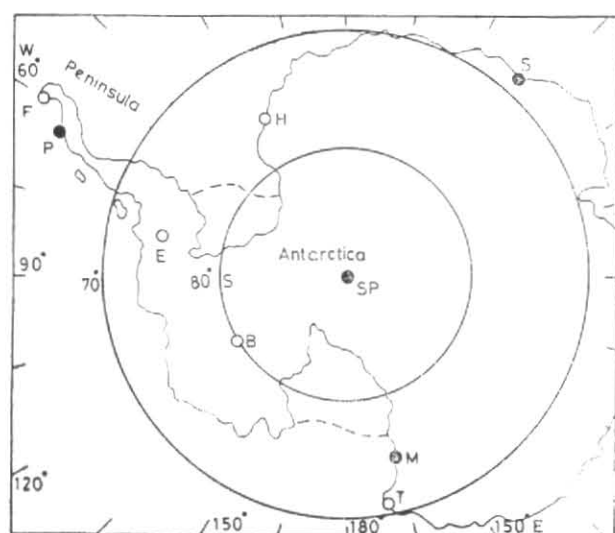 W
60°
Peninsula
F
P
H
S
E
90°
70°
80° S
Antarctica
SP
B
M
T
120°
150°
180°
150° E